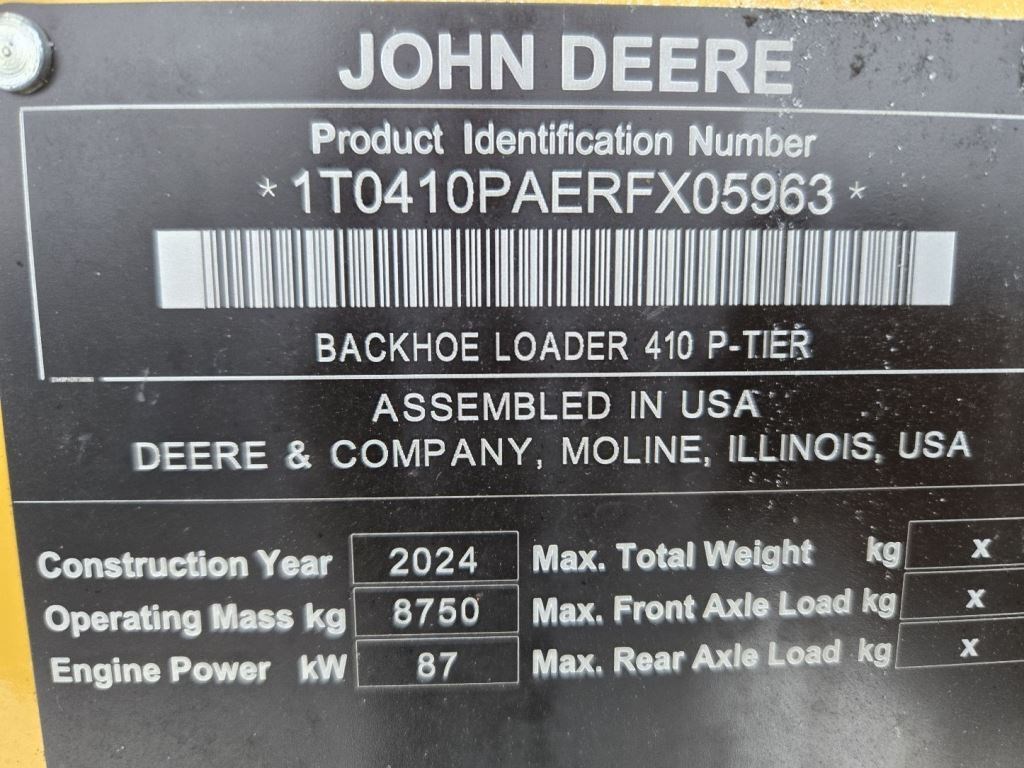 JOHN DEERE
Product Identification Number
* 1T0410PAERFX05963 *
BACKHOE LOADER 410 P-TIER
ASSEMBLED IN USA
DEERE & COMPANY, MOLINE, ILLINOIS, USA
Construction Year 2024 Max. Total Weight kg x
Operating Mass kg 8750 Max. Front Axle Load kg x
Engine Power kW 87 Max. Rear Axle Load kg x